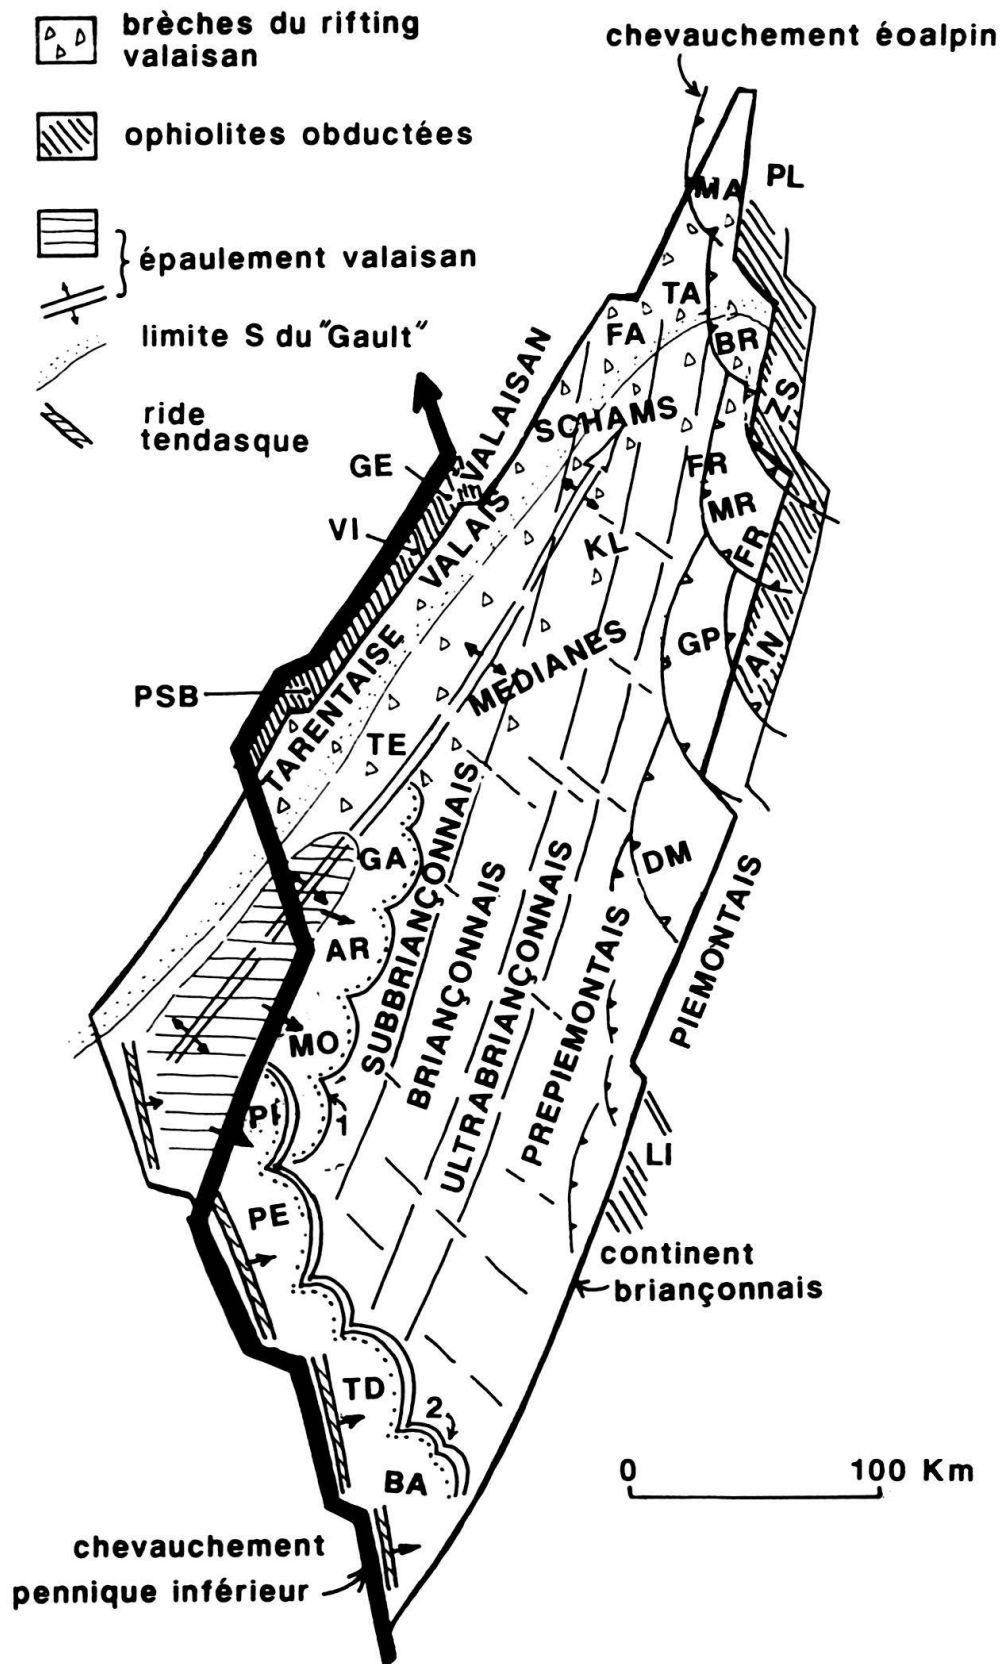 brèches du rifting
valaisan
ophiolites obductées
épaulement valaisan
limite S du "Gault"
ride
tendasque
chevauchement éoalpin
MA
PL
TA
FA
BR
ZS
VALAISAN
SCHAMS
GE
FR
VALAIS
MR
VI
KL
FR
GP
AN
MEDIANES
PSB
TARENTAISE
TE
GA
DM
SUBBRIANÇONNAIS
BRIANÇONNAIS
ULTRABRIANÇONNAIS
PREPIEMONTAIS
PIEMONTAIS
AR
MO
PI
1
LI
PE
continent
briançonnais
TD
2
BA
0 100 Km
chevauchement
pennique inférieur